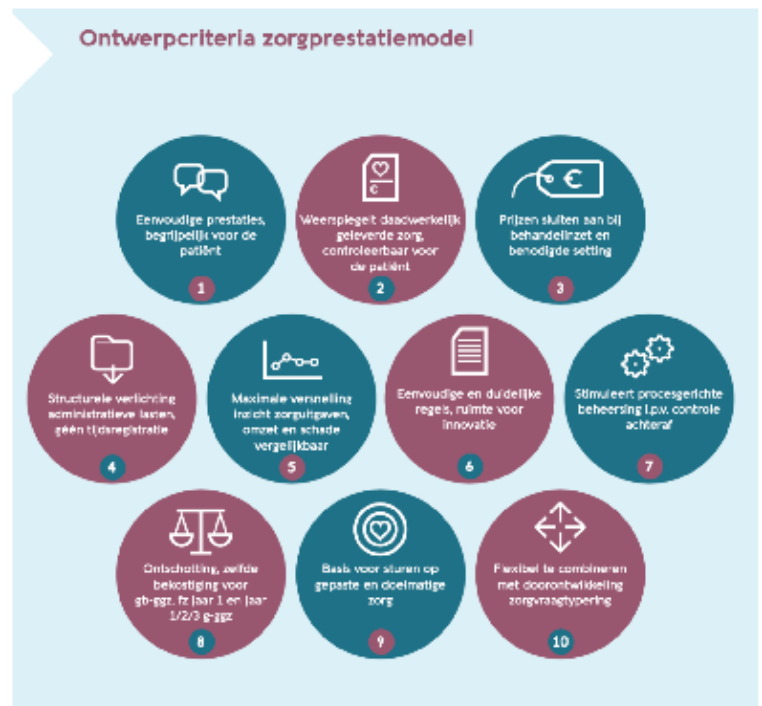 Ontwerpcriteria zorgprestatiemodel
Eenvoudige prestaties,
begrijpelijk voor de
patiënt
1
€
Weerspiegelt daadwerkelijk
geleverde zorg,
controleerbaar voor
de patiënt
2
€
Prijzen sluiten aan bij
behandelinzet en
benodigde setting
3
Structurele verlichting
administratieve lasten,
géén tijdsregistratie
4
Maximale versnelling
inzicht zorguitgaven,
omzet en schade
vergelijkbaar
5
Eenvoudige en duidelijke
regels, ruimte voor
innovatie
6
Stimuleert procesgerichte
beheersing i.p.v. controle
achteraf
7
Ontschotting, zelfde
bekostiging voor
gb-ggz, fz jaar 1 en jaar
1/2/3 g-ggz
8
Basis voor sturen op
gepaste en doelmatige
zorg
9
Flexibel te combineren
met doorontwikkeling
zorgvraagtypering
10